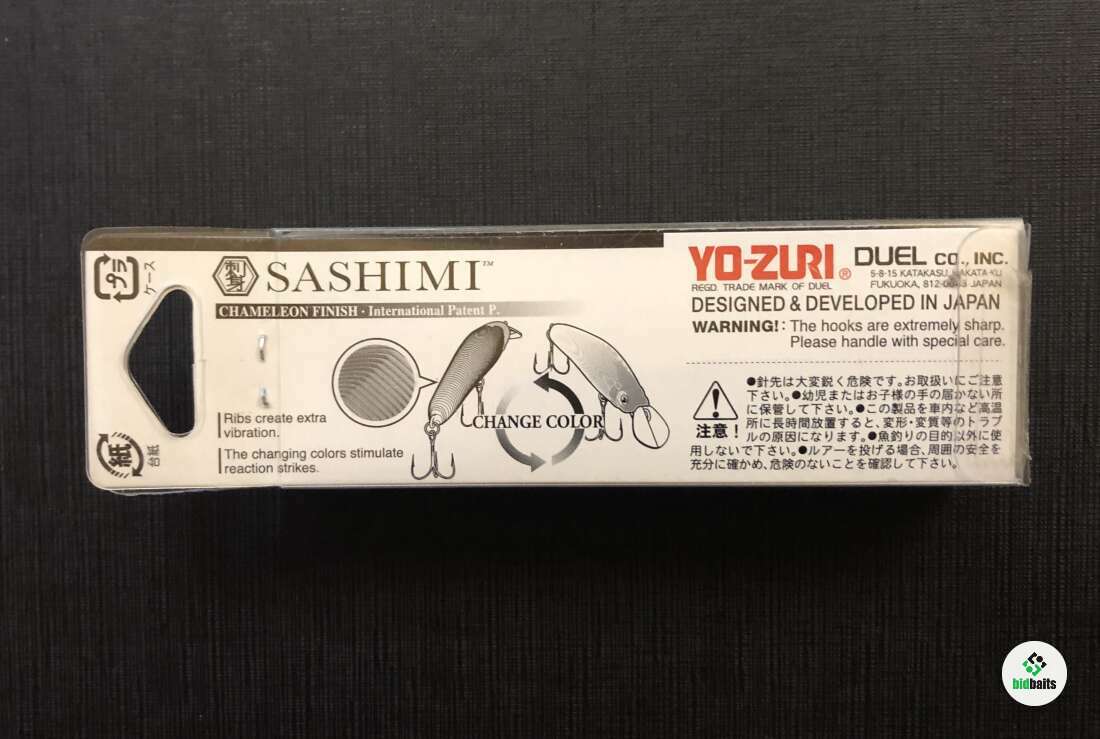 プラ
ケース
刺身
SASHIMI™
CHAMELEON FINISH・International Patent P.
Ribs create extra
vibration.
The changing colors stimulate
reaction strikes.
CHANGE COLOR
紙
台紙
YO-ZURI® DUEL CO., INC.
5-8-15 KATAKASU, HAKATA-KU
REGD. TRADE MARK OF DUEL FUKUOKA, 812-0043 JAPAN
DESIGNED & DEVELOPED IN JAPAN
WARNING!: The hooks are extremely sharp.
Please handle with special care.
注意!
●針先は大変鋭く危険です。お取扱いにご注意
下さい。●幼児またはお子様の手の届かない所
に保管して下さい。●この製品を車内など高温
所に長時間放置すると、変形・変質等のトラブ
ルの原因になります。●魚釣りの目的以外に使
用しないで下さい。●ルアーを投げる場合、周囲の安全を
充分に確かめ、危険のないことを確認して下さい。
bidbaits